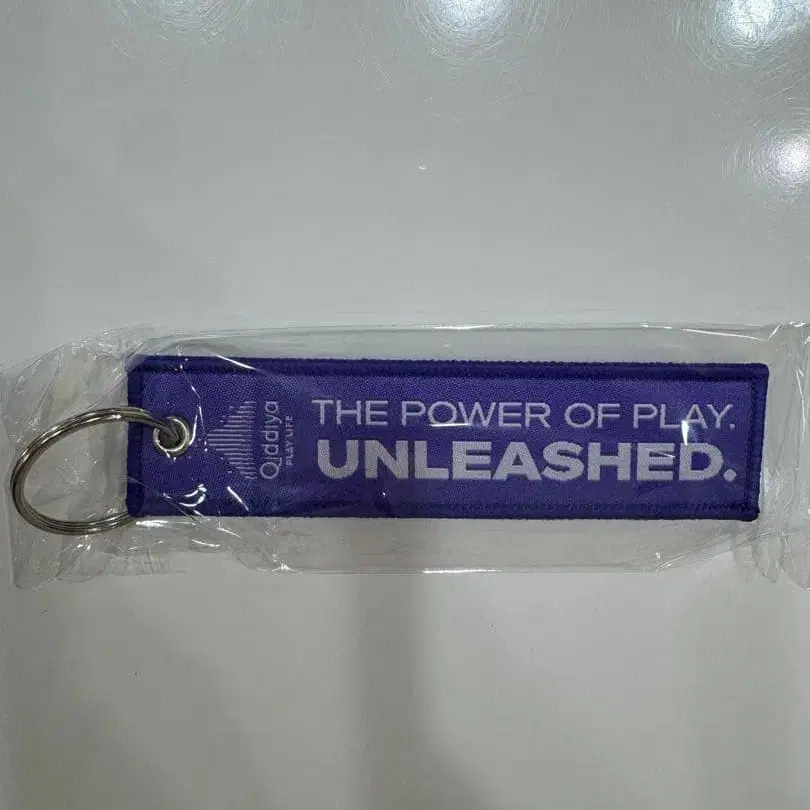 Qiddiya
PLAY LIFE
THE POWER OF PLAY.
UNLEASHED.